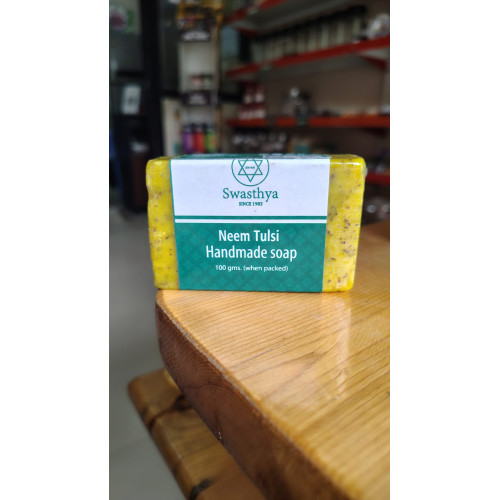 Swasthya
SINCE 1983
Neem Tulsi
Handmade soap
100 gms. (when packed)